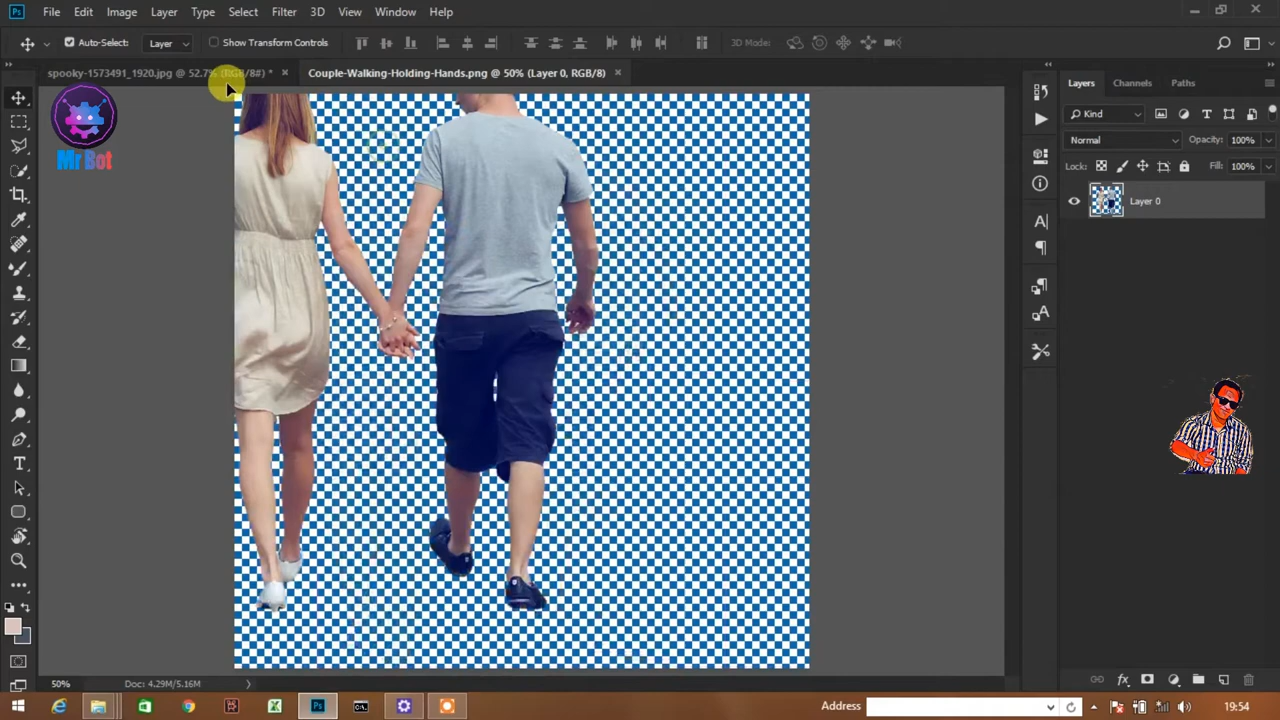 File Edit Image Layer Type Select Filter 3D View Window Help
Auto-Select: Layer Show Transform Controls 3D Mode:
spooky-1573491_1920.jpg @ 52.7% (RGB/8#) * × Couple-Walking-Holding-Hands.png @ 50% (Layer 0, RGB/8) ×
Layers Channels Paths
Kind
Normal Opacity: 100%
Lock: Fill: 100%
Layer 0
Mr Bot
50% Doc: 4.29M/5.16M
Address 19:54